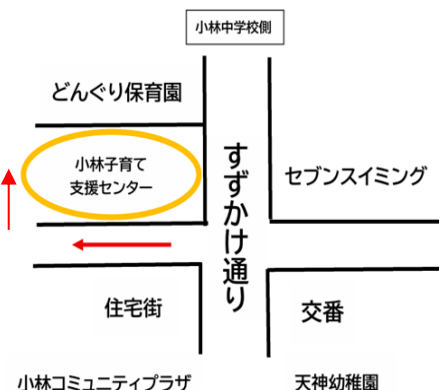 小林中学校側
どんぐり保育園
小林子育て
支援センター
すずかけ通り
セブンスイミング
住宅街
交番
小林コミュニティプラザ
天神幼稚園